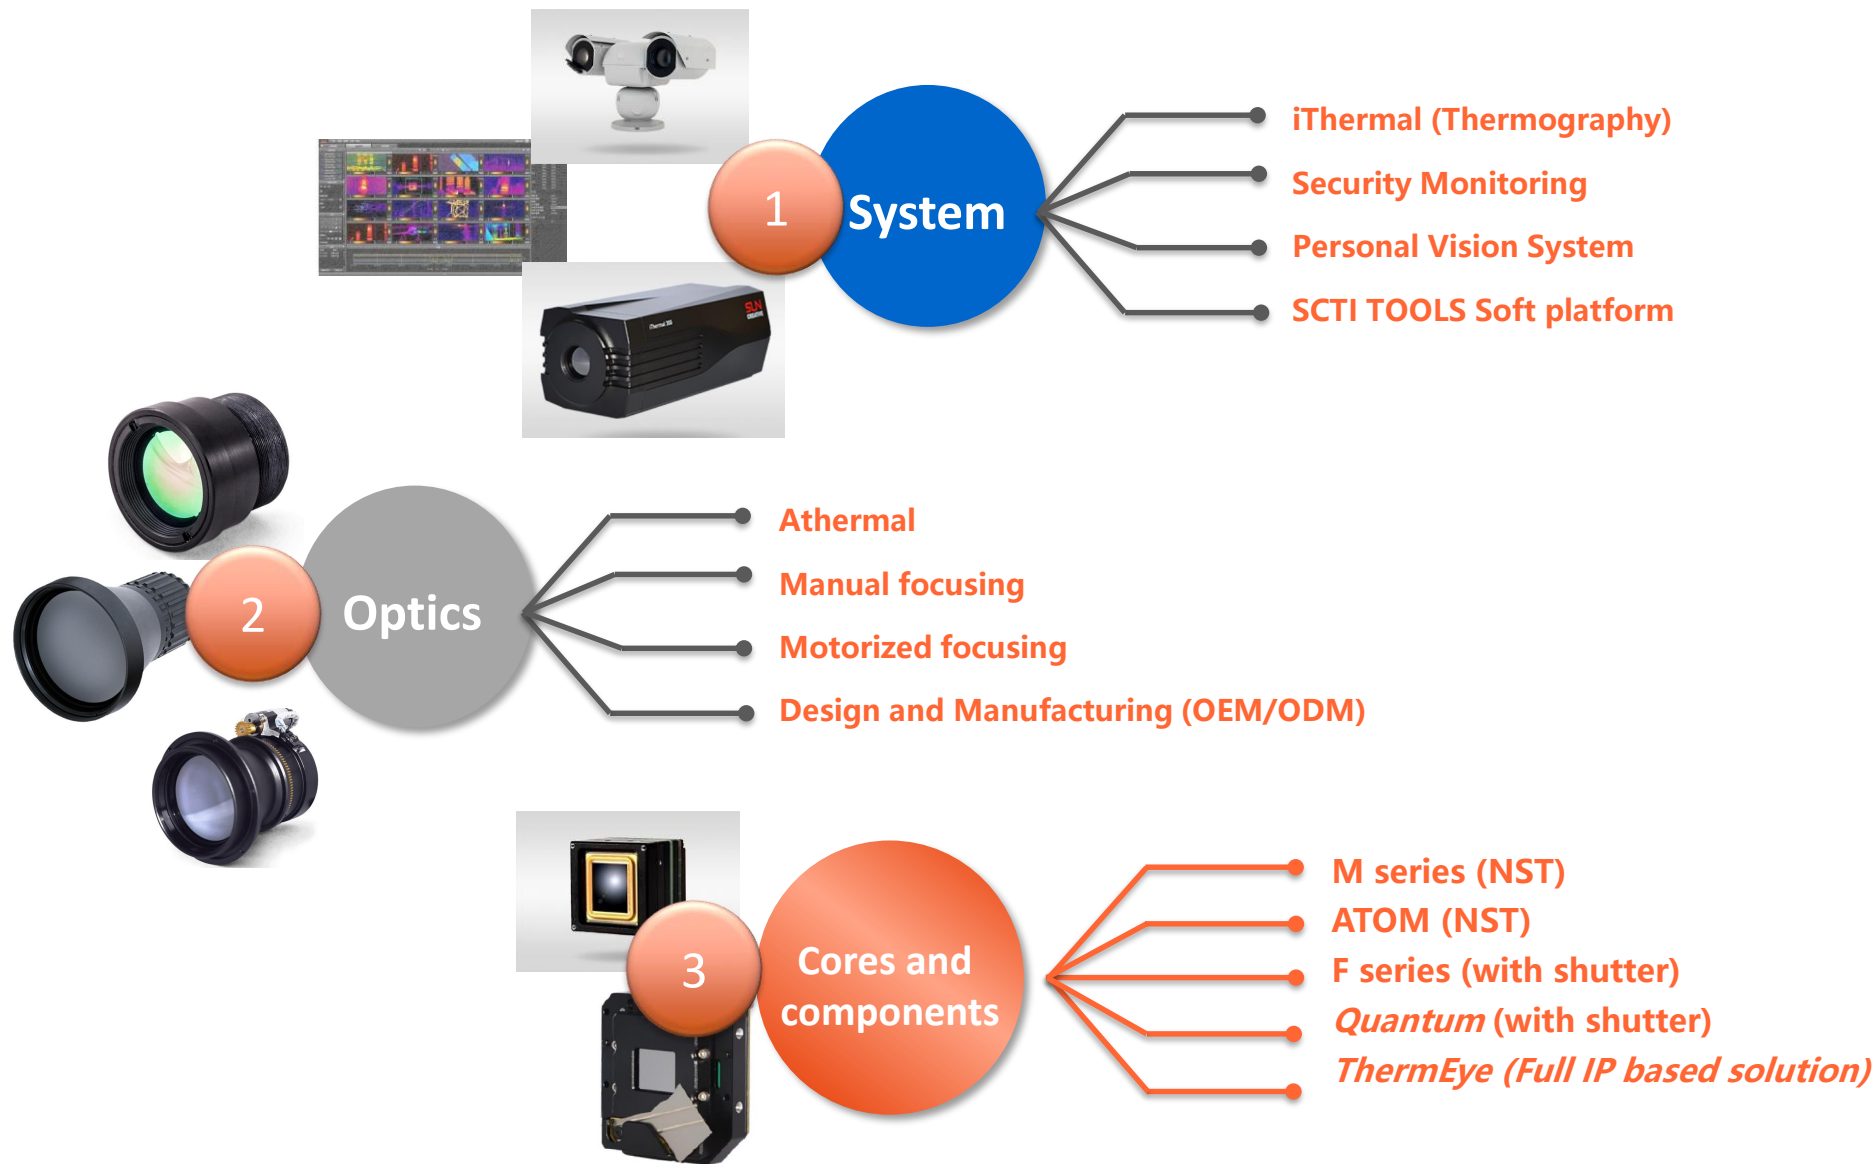 1
System
iThermal (Thermography)
Security Monitoring
Personal Vision System
SCTI TOOLS Soft platform
SUN
CREATIVE
2
Optics
Athermal
Manual focusing
Motorized focusing
Design and Manufacturing (OEM/ODM)
3
Cores and
components
M series (NST)
ATOM (NST)
F series (with shutter)
Quantum (with shutter)
ThermEye (Full IP based solution)